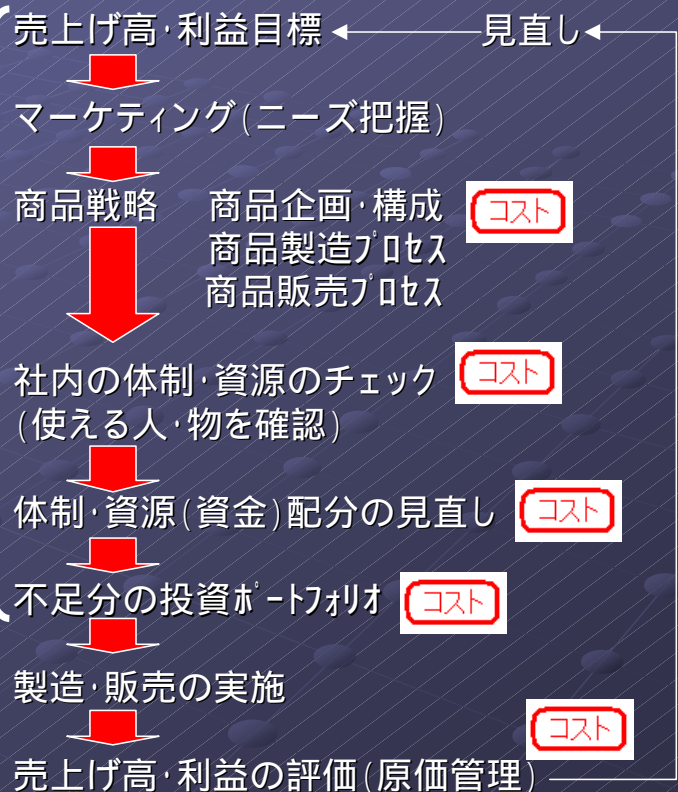 売上げ高･利益目標 見直し
マーケティング(ニーズ把握)
商品戦略 商品企画･構成 コスト
商品製造ﾌﾟﾛｾｽ
商品販売ﾌﾟﾛｾｽ
社内の体制･資源のチェック コスト
(使える人･物を確認)
体制･資源(資金)配分の見直し コスト
不足分の投資ﾎﾟｰﾄﾌｫﾘｵ コスト
製造･販売の実施
コスト
売上げ高･利益の評価(原価管理)